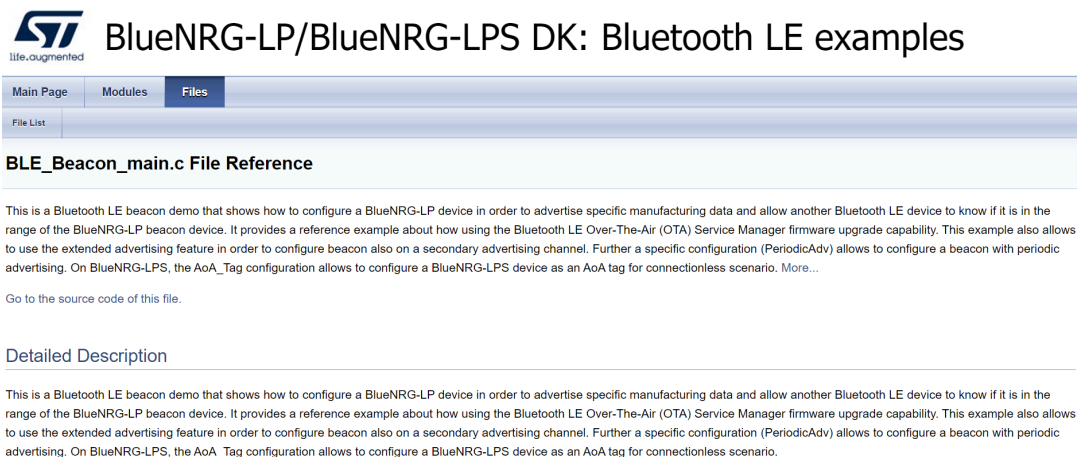 life.augmented
BlueNRG-LP/BlueNRG-LPS DK: Bluetooth LE examples
Main Page Modules Files
File List
BLE_Beacon_main.c File Reference
This is a Bluetooth LE beacon demo that shows how to configure a BlueNRG-LP device in order to advertise specific manufacturing data and allow another Bluetooth LE device to know if it is in the
range of the BlueNRG-LP beacon device. It provides a reference example about how using the Bluetooth LE Over-The-Air (OTA) Service Manager firmware upgrade capability. This example also allows
to use the extended advertising feature in order to configure beacon also on a secondary advertising channel. Further a specific configuration (PeriodicAdv) allows to configure a beacon with periodic
advertising. On BlueNRG-LPS, the AoA_Tag configuration allows to configure a BlueNRG-LPS device as an AoA tag for connectionless scenario. More...
Go to the source code of this file.
Detailed Description
This is a Bluetooth LE beacon demo that shows how to configure a BlueNRG-LP device in order to advertise specific manufacturing data and allow another Bluetooth LE device to know if it is in the
range of the BlueNRG-LP beacon device. It provides a reference example about how using the Bluetooth LE Over-The-Air (OTA) Service Manager firmware upgrade capability. This example also allows
to use the extended advertising feature in order to configure beacon also on a secondary advertising channel. Further a specific configuration (PeriodicAdv) allows to configure a beacon with periodic
advertising. On BlueNRG-LPS, the AoA_Tag configuration allows to configure a BlueNRG-LPS device as an AoA tag for connectionless scenario.